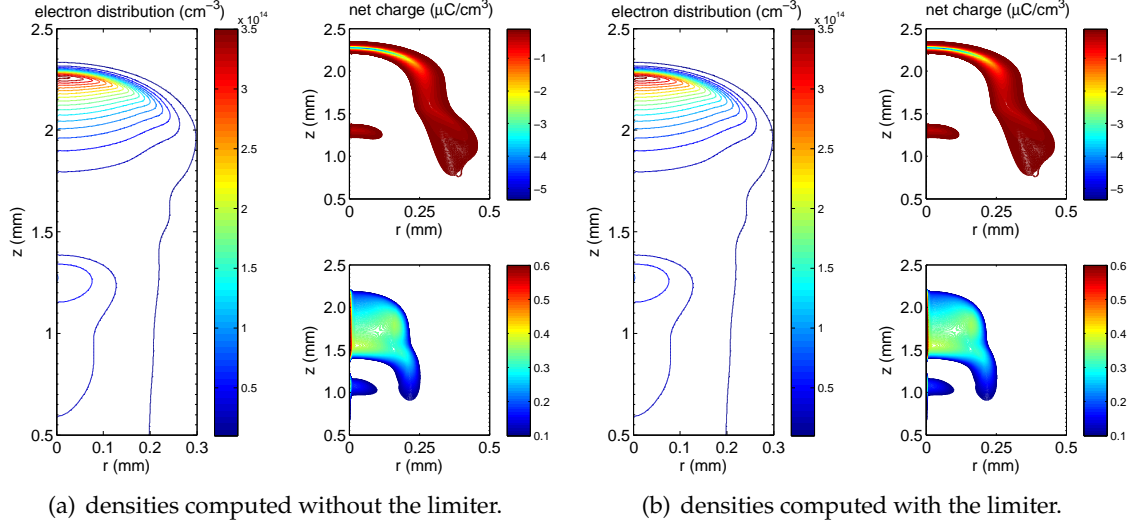 electron distribution (cm⁻³)
x 10¹⁴
2.5
2
1.5
1
0.5
z (mm)
0 0.1 0.2 0.3
r (mm)
3.5
3
2.5
2
1.5
1
0.5
net charge (μC/cm³)
2.5
2.0
1.5
1.0
0.5
z (mm)
0 0.25 0.5
r (mm)
−1
−2
−3
−4
−5
2.5
2.0
1.5
1.0
0.5
z (mm)
0 0.25 0.5
r (mm)
0.6
0.5
0.4
0.3
0.2
0.1
(a) densities computed without the limiter.
electron distribution (cm⁻³)
x 10¹⁴
2.5
2
1.5
1
0.5
z (mm)
0 0.1 0.2 0.3
r (mm)
3.5
3
2.5
2
1.5
1
0.5
net charge (μC/cm³)
2.5
2.0
1.5
1.0
0.5
z (mm)
0 0.25 0.5
r (mm)
−1
−2
−3
−4
−5
2.5
2.0
1.5
1.0
0.5
z (mm)
0 0.25 0.5
r (mm)
0.6
0.5
0.4
0.3
0.2
0.1
(b) densities computed with the limiter.